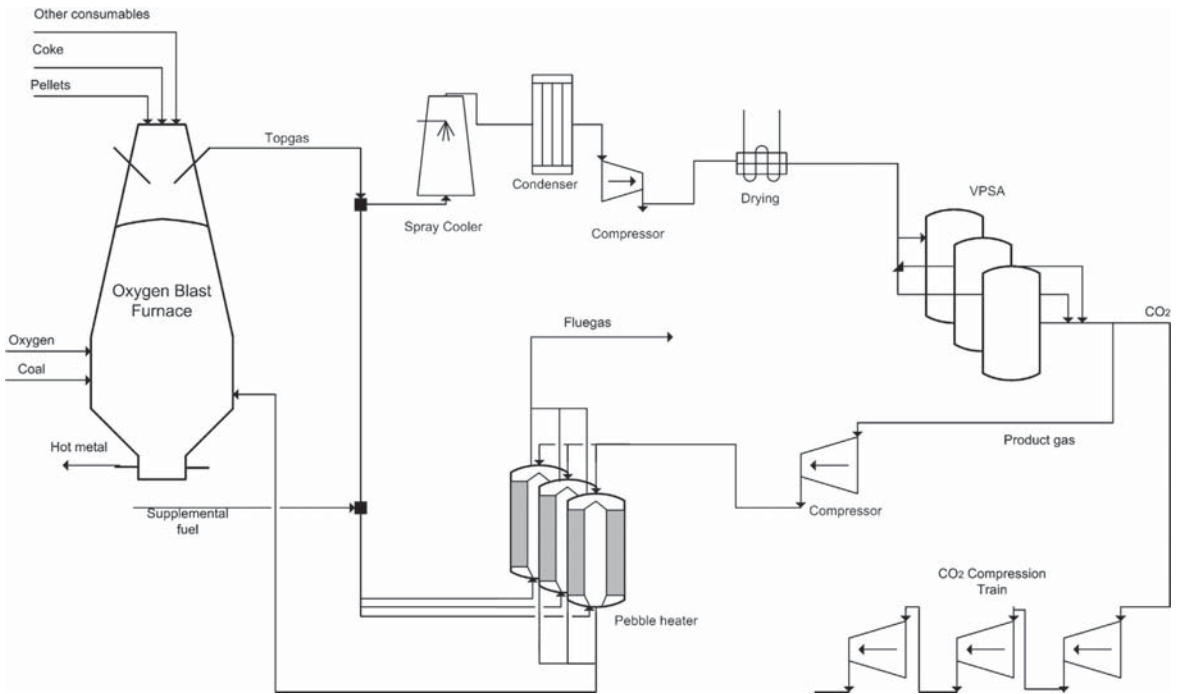 Other consumables
Coke
Pellets
Topgas
Condenser
Drying
VPSA
Spray Cooler
Compressor
Oxygen Blast
Furnace
CO₂
Fluegas
Oxygen
Coal
Product gas
Hot metal
Supplemental
fuel
Compressor
CO₂ Compression
Train
Pebble heater